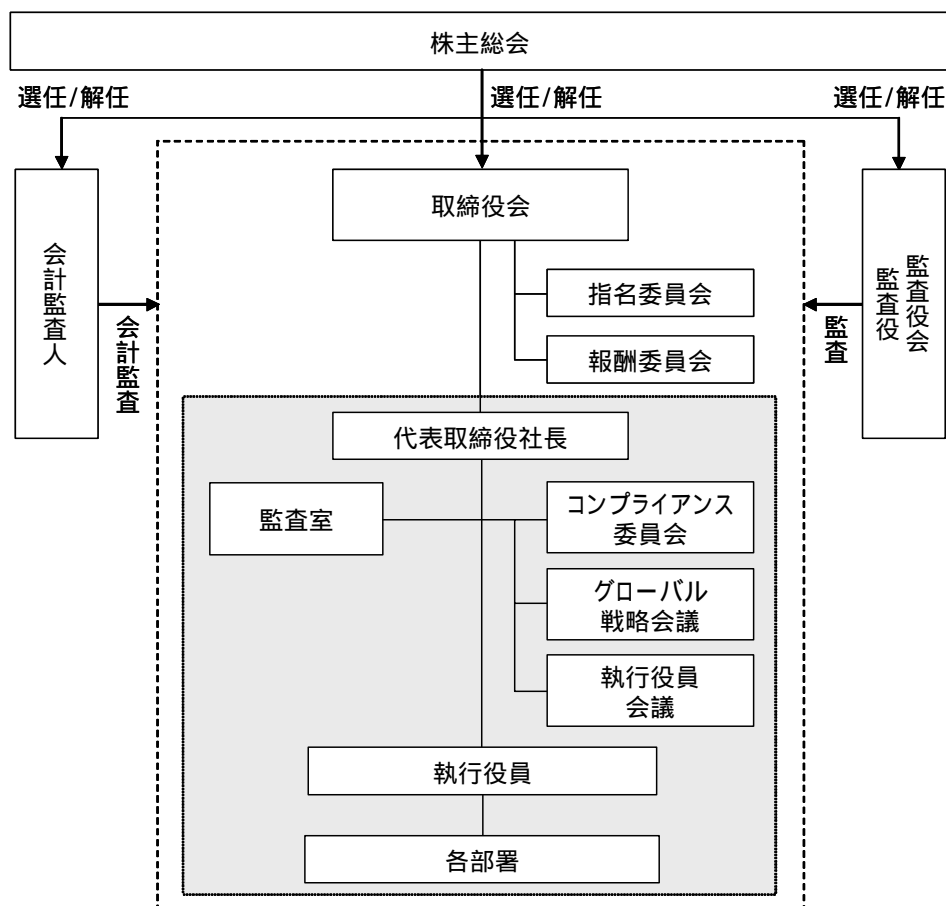 株主総会
選任/解任
選任/解任
選任/解任
取締役会
会計監査人
監査役会
監査役
指名委員会
会計監査
監査
報酬委員会
代表取締役社長
監査室
コンプライアンス
委員会
グローバル
戦略会議
執行役員
会議
執行役員
各部署